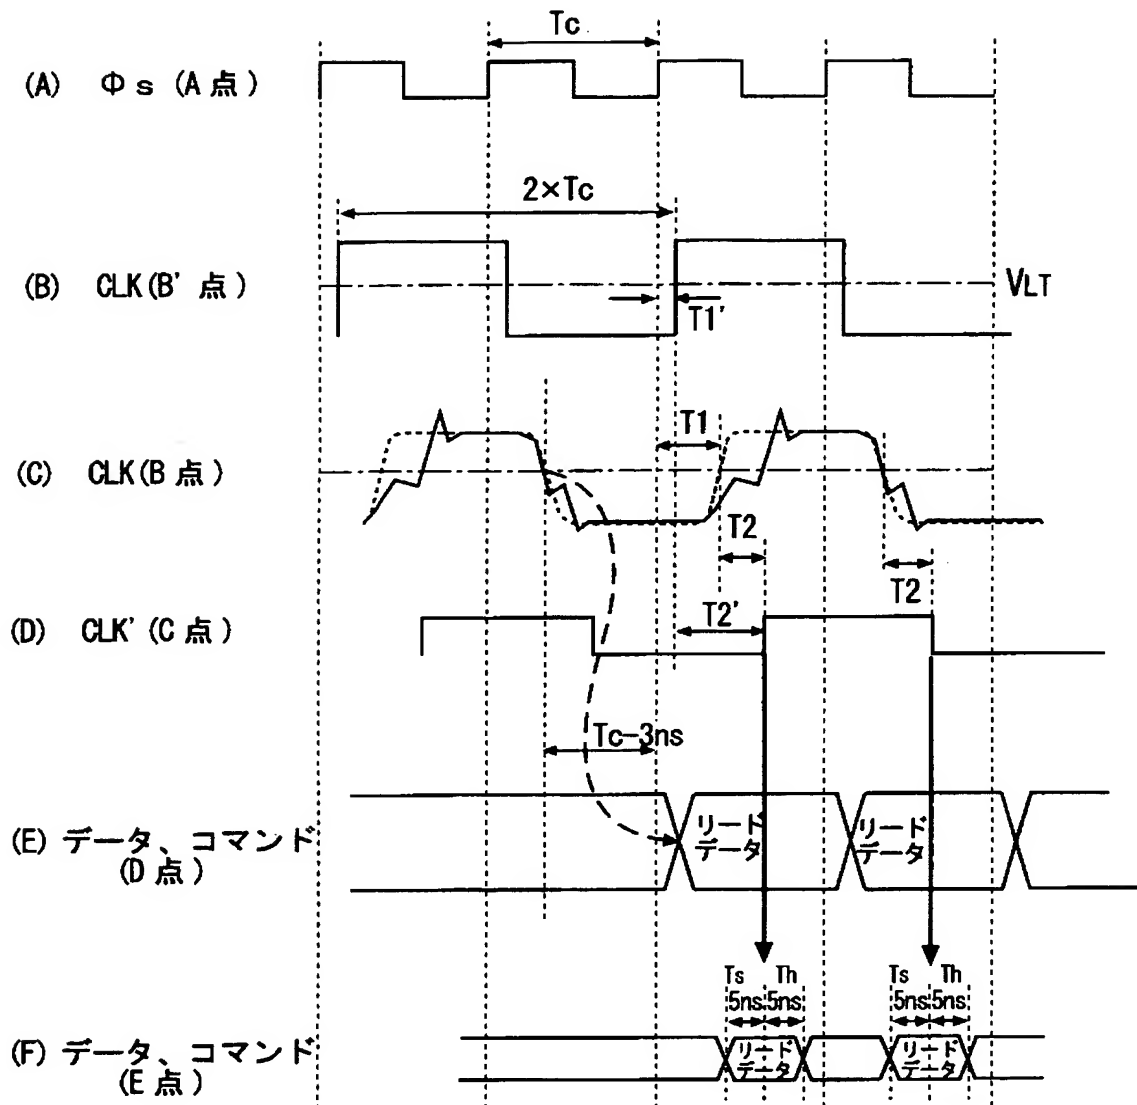 Tc
(A) Φs (A点)
2×Tc
(B) CLK(B'点)
VLT
T1'
T1
(C) CLK(B点)
T2
T2
(D) CLK'(C点)
T2'
Tc-3ns
(E) データ、コマンド
(D点)
リード
データ
リード
データ
Ts Th
5ns 5ns
Ts Th
5ns 5ns
(F) データ、コマンド
(E点)
リード
データ
リード
データ